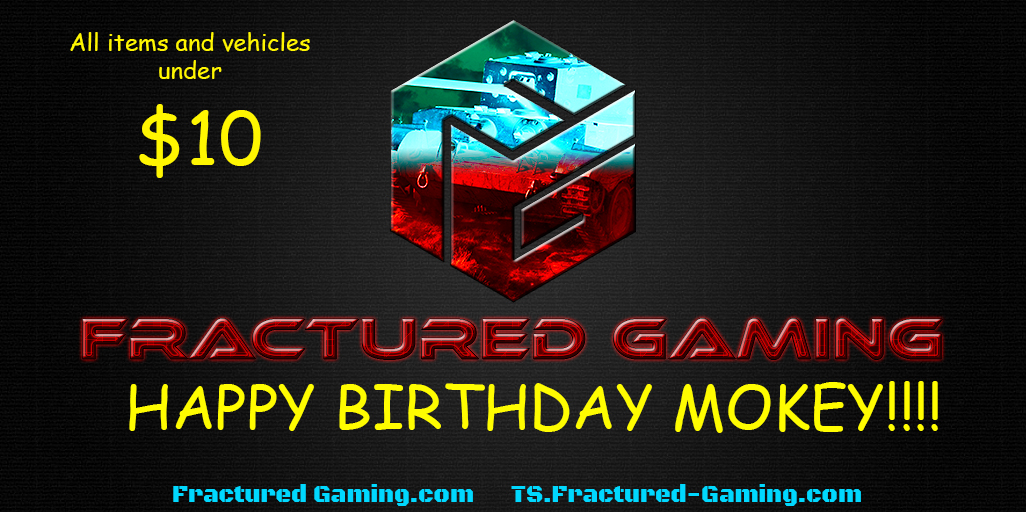 All items and vehicles
under
$10
FRACTURED GAMING
HAPPY BIRTHDAY MOKEY!!!!
Fractured Gaming.com TS.Fractured-Gaming.com